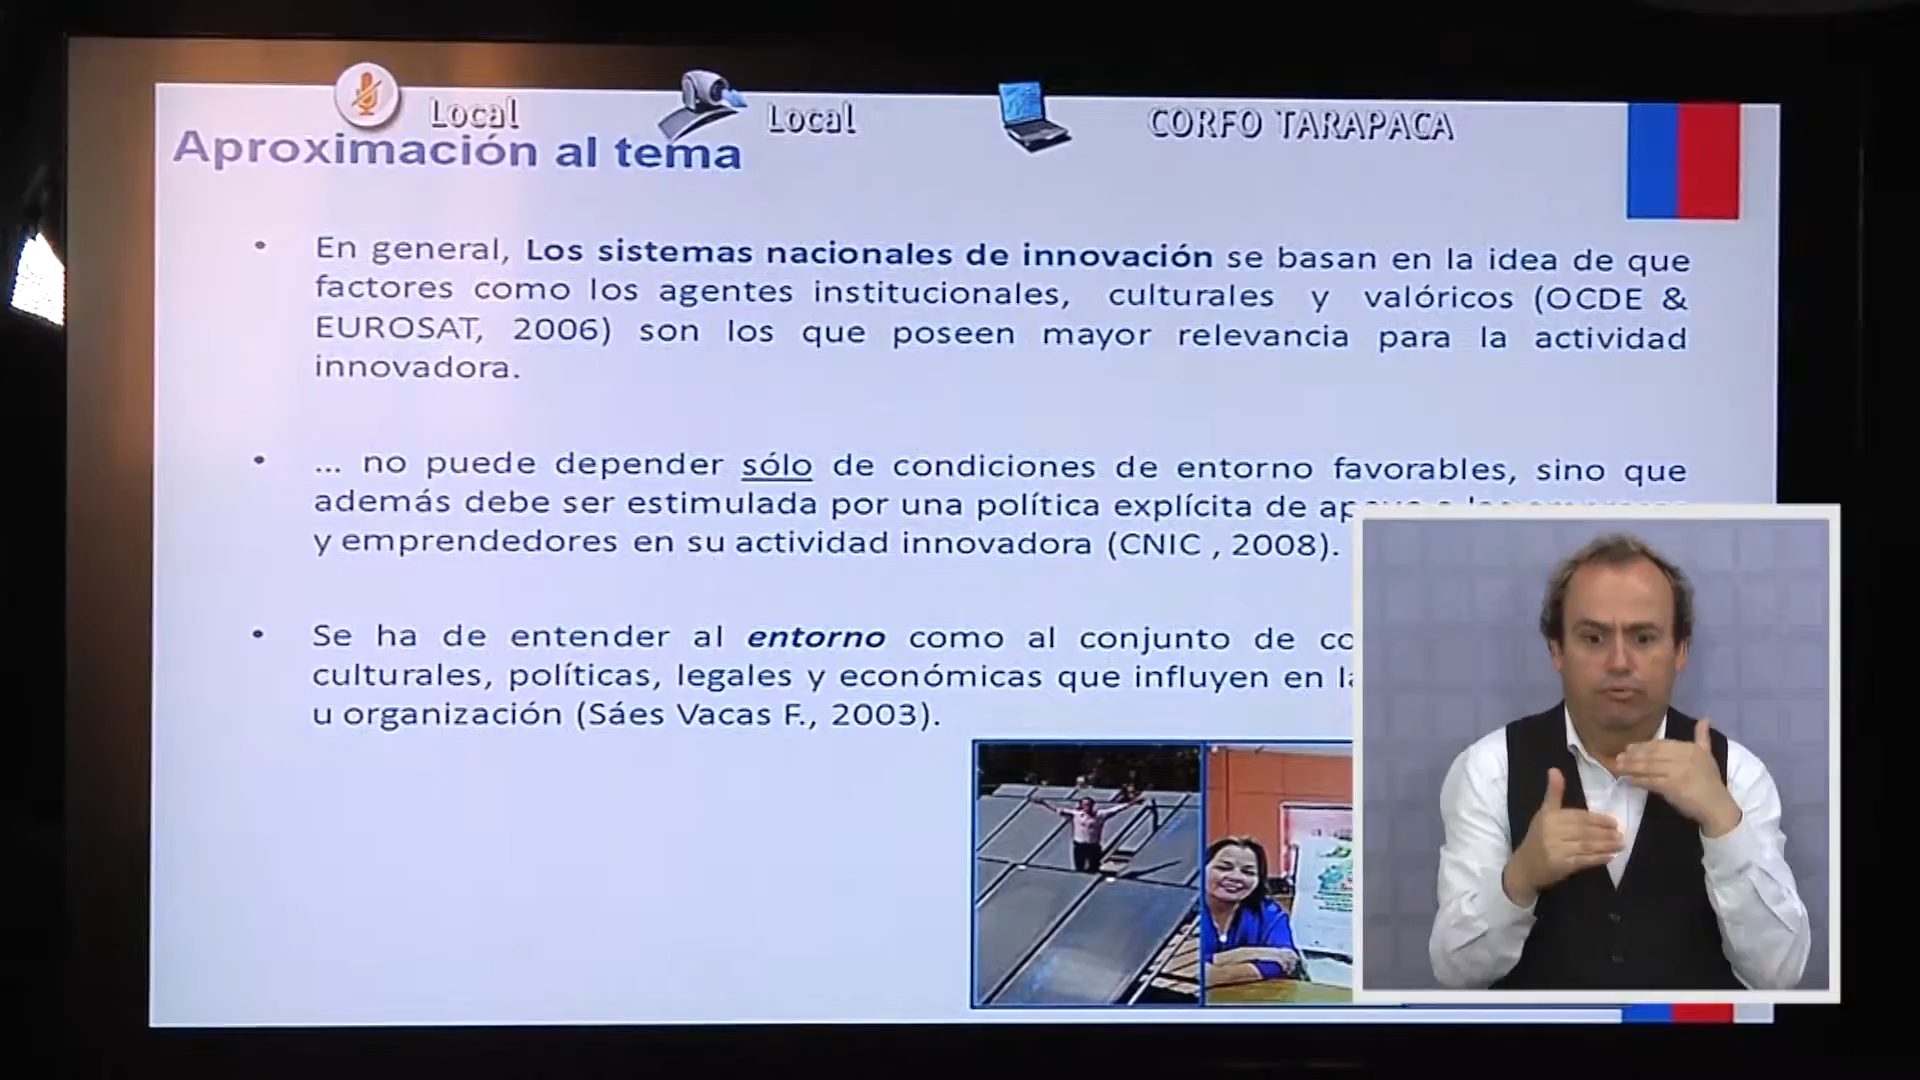 Local
Local
CORFO TARAPACA
Aproximación al tema
• En general, Los sistemas nacionales de innovación se basan en la idea de que
factores como los agentes institucionales, culturales y valóricos (OCDE &
EUROSAT, 2006) son los que poseen mayor relevancia para la actividad
innovadora.
• ... no puede depender sólo de condiciones de entorno favorables, sino que
además debe ser estimulada por una política explícita de
y emprendedores en su actividad innovadora (CNIC , 2008).
• Se ha de entender al entorno como al conjunto de
culturales, políticas, legales y económicas que influyen en
u organización (Sáes Vacas F., 2003).